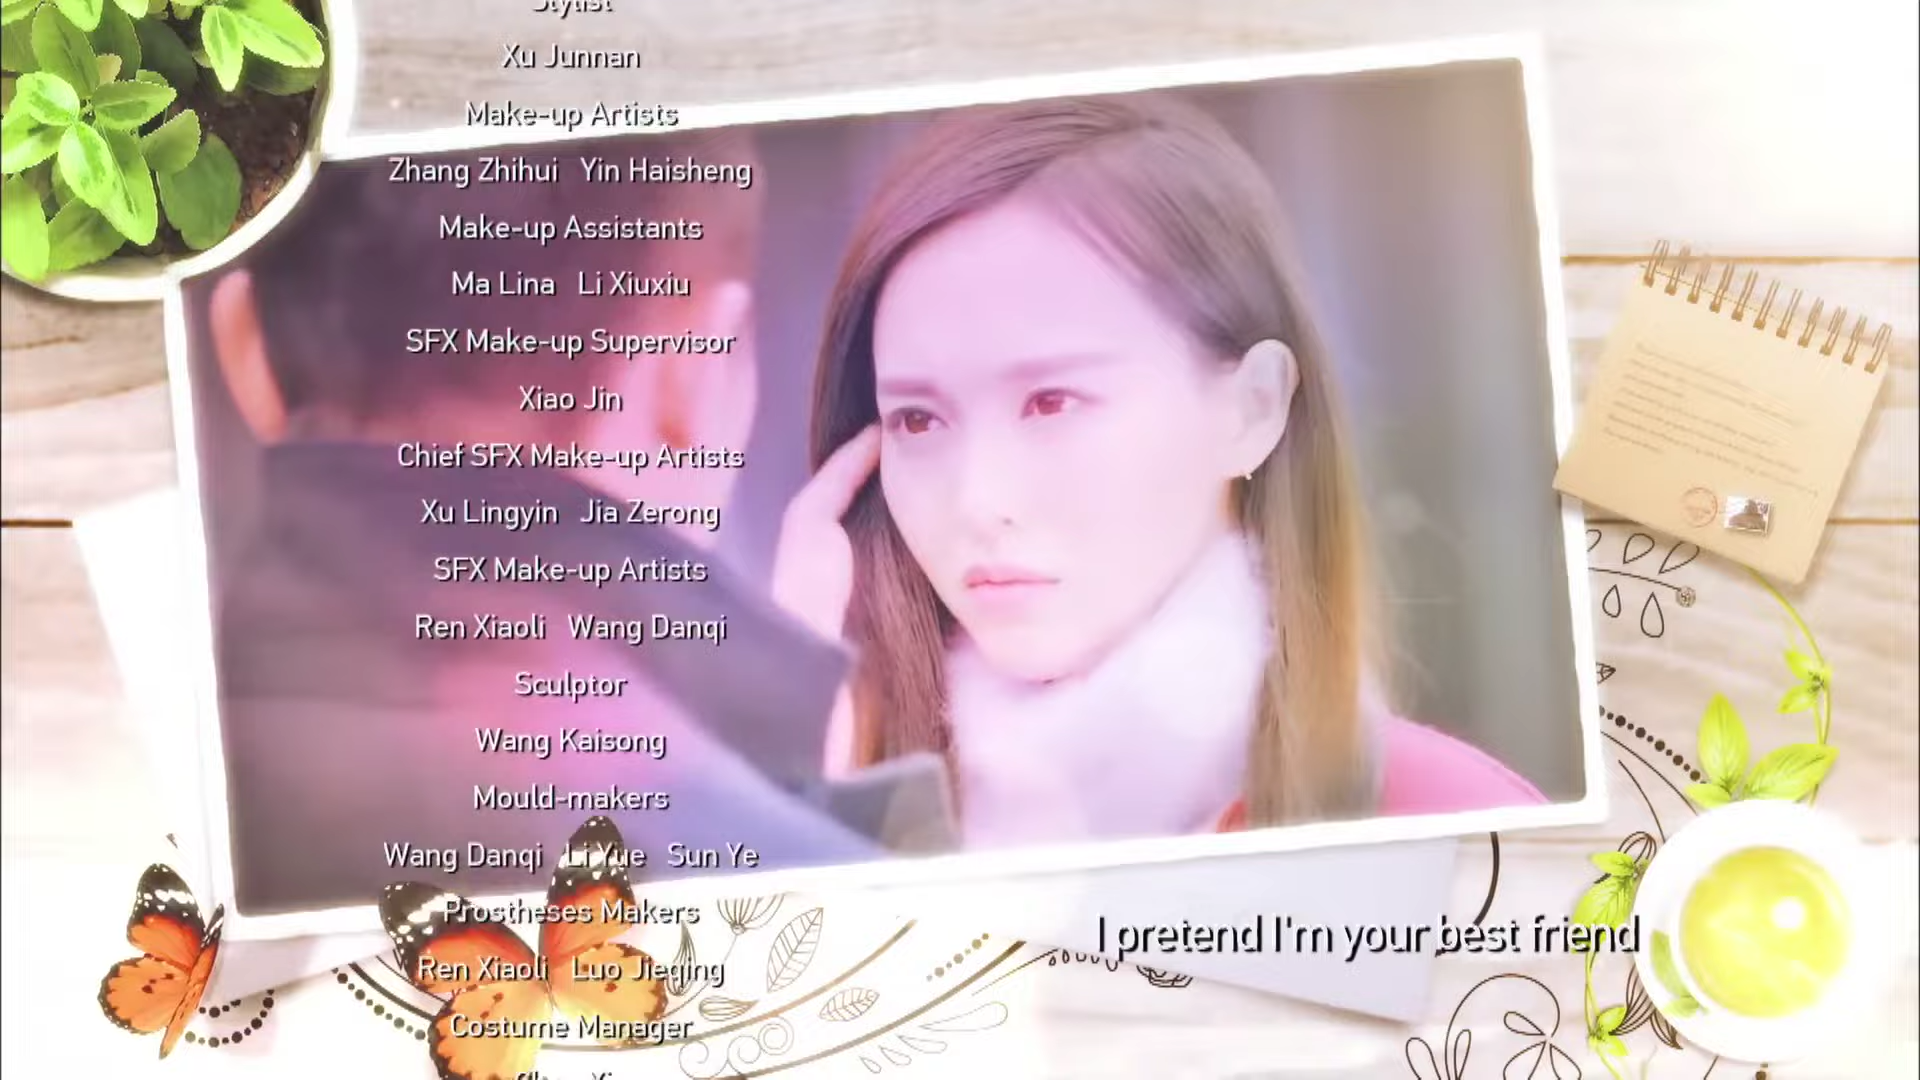 Stylist
Xu Junnan
Make-up Artists
Zhang Zhihui Yin Haisheng
Make-up Assistants
Ma Lina Li Xiuxiu
SFX Make-up Supervisor
Xiao Jin
Chief SFX Make-up Artists
Xu Lingyin Jia Zerong
SFX Make-up Artists
Ren Xiaoli Wang Danqi
Sculptor
Wang Kaisong
Mould-makers
Wang Danqi Li Yue Sun Ye
Prostheses Makers
Ren Xiaoli Luo Jieqing
Costume Manager
I pretend I'm your best friend